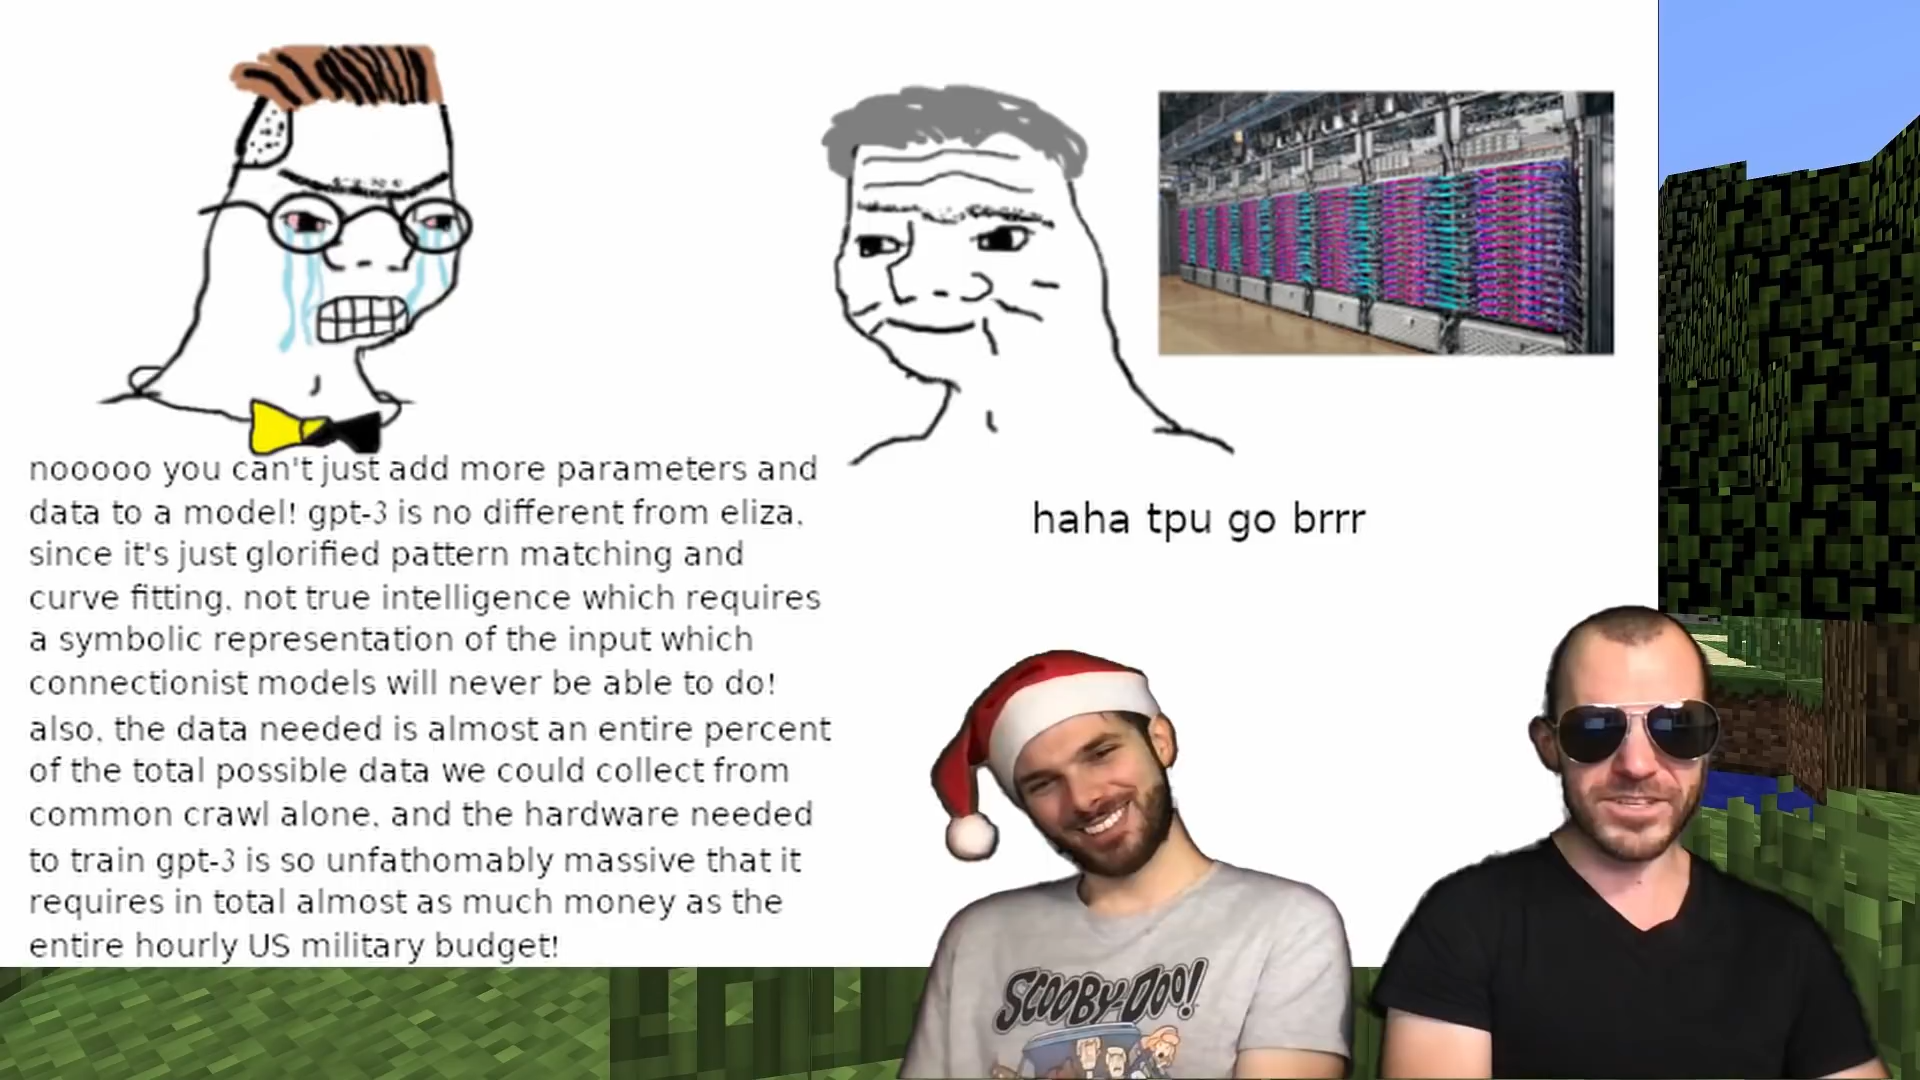 nooooo you can't just add more parameters and
data to a model! gpt-3 is no different from eliza,
since it's just glorified pattern matching and
curve fitting, not true intelligence which requires
a symbolic representation of the input which
connectionist models will never be able to do!
also, the data needed is almost an entire percent
of the total possible data we could collect from
common crawl alone, and the hardware needed
to train gpt-3 is so unfathomably massive that it
requires in total almost as much money as the
entire hourly US military budget!
haha tpu go brrr
SCOOBY-DOO!